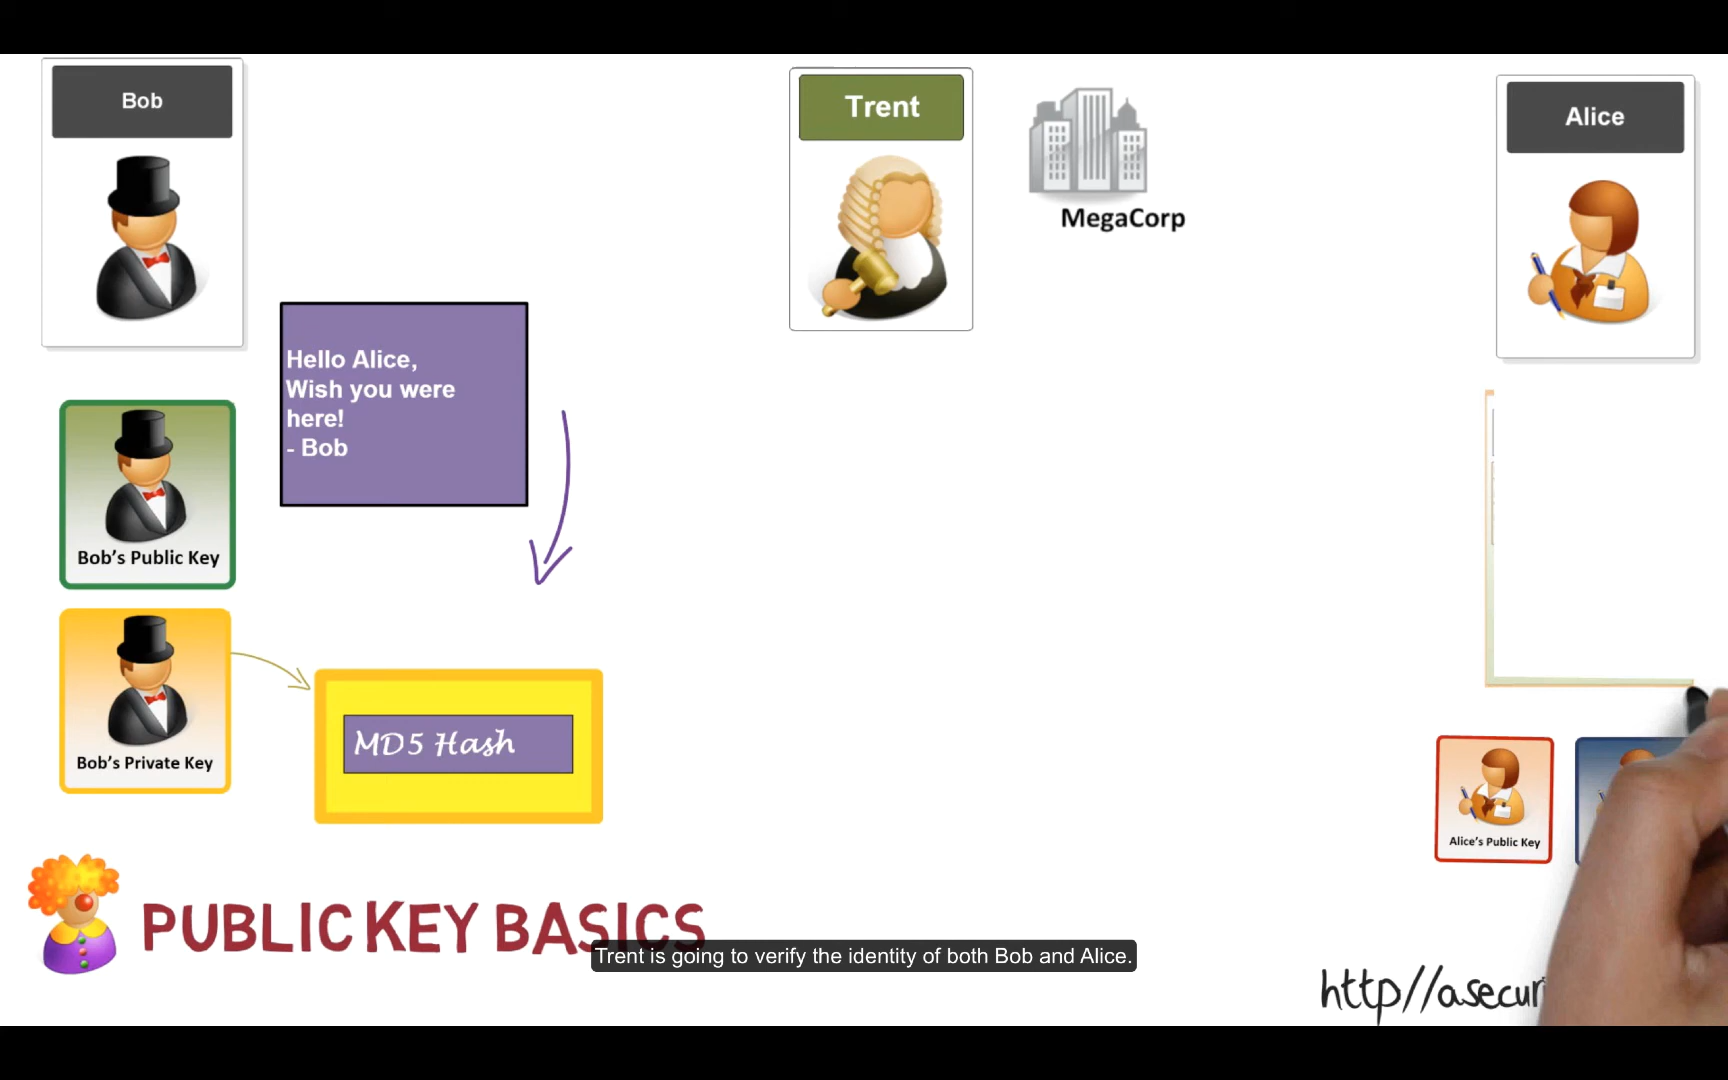 Bob
Trent
MegaCorp
Alice
Hello Alice,
Wish you were
here!
- Bob
Bob's Public Key
Bob's Private Key
MD5 Hash
Alice's Public Key
PUBLIC KEY BASICS
Trent is going to verify the identity of both Bob and Alice.
http//asecuri